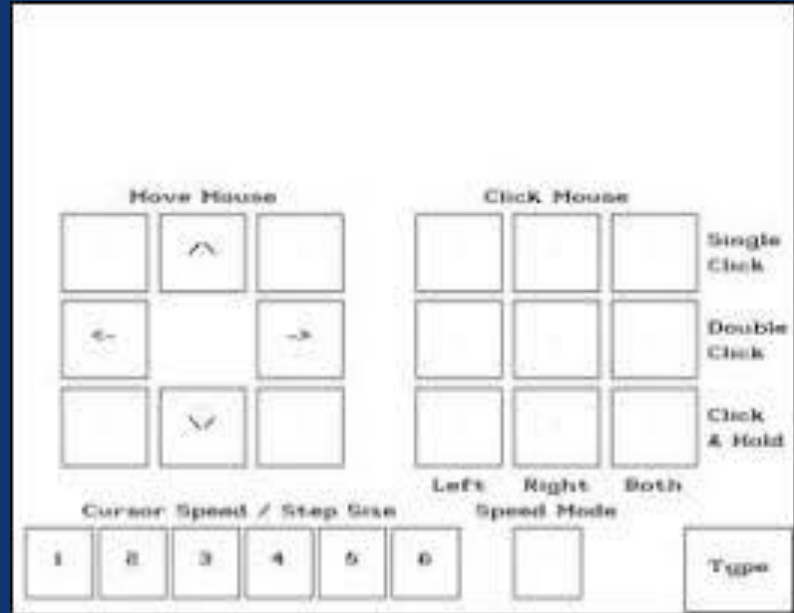 Move Mouse
Click Mouse
/\
Single
Click
<-
->
Double
Click
\/
Click
& Hold
Left Right Both
Cursor Speed / Step Size
Speed Mode
1 2 3 4 5 6
Type